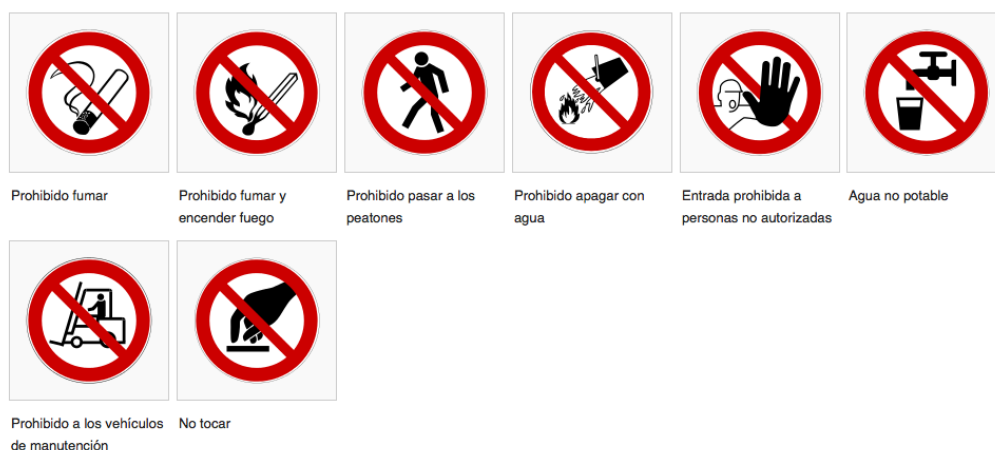 Prohibido fumar
Prohibido fumar y
encender fuego
Prohibido pasar a los
peatones
Prohibido apagar con
agua
Entrada prohibida a
personas no autorizadas
Agua no potable
Prohibido a los vehículos
de manutención
No tocar